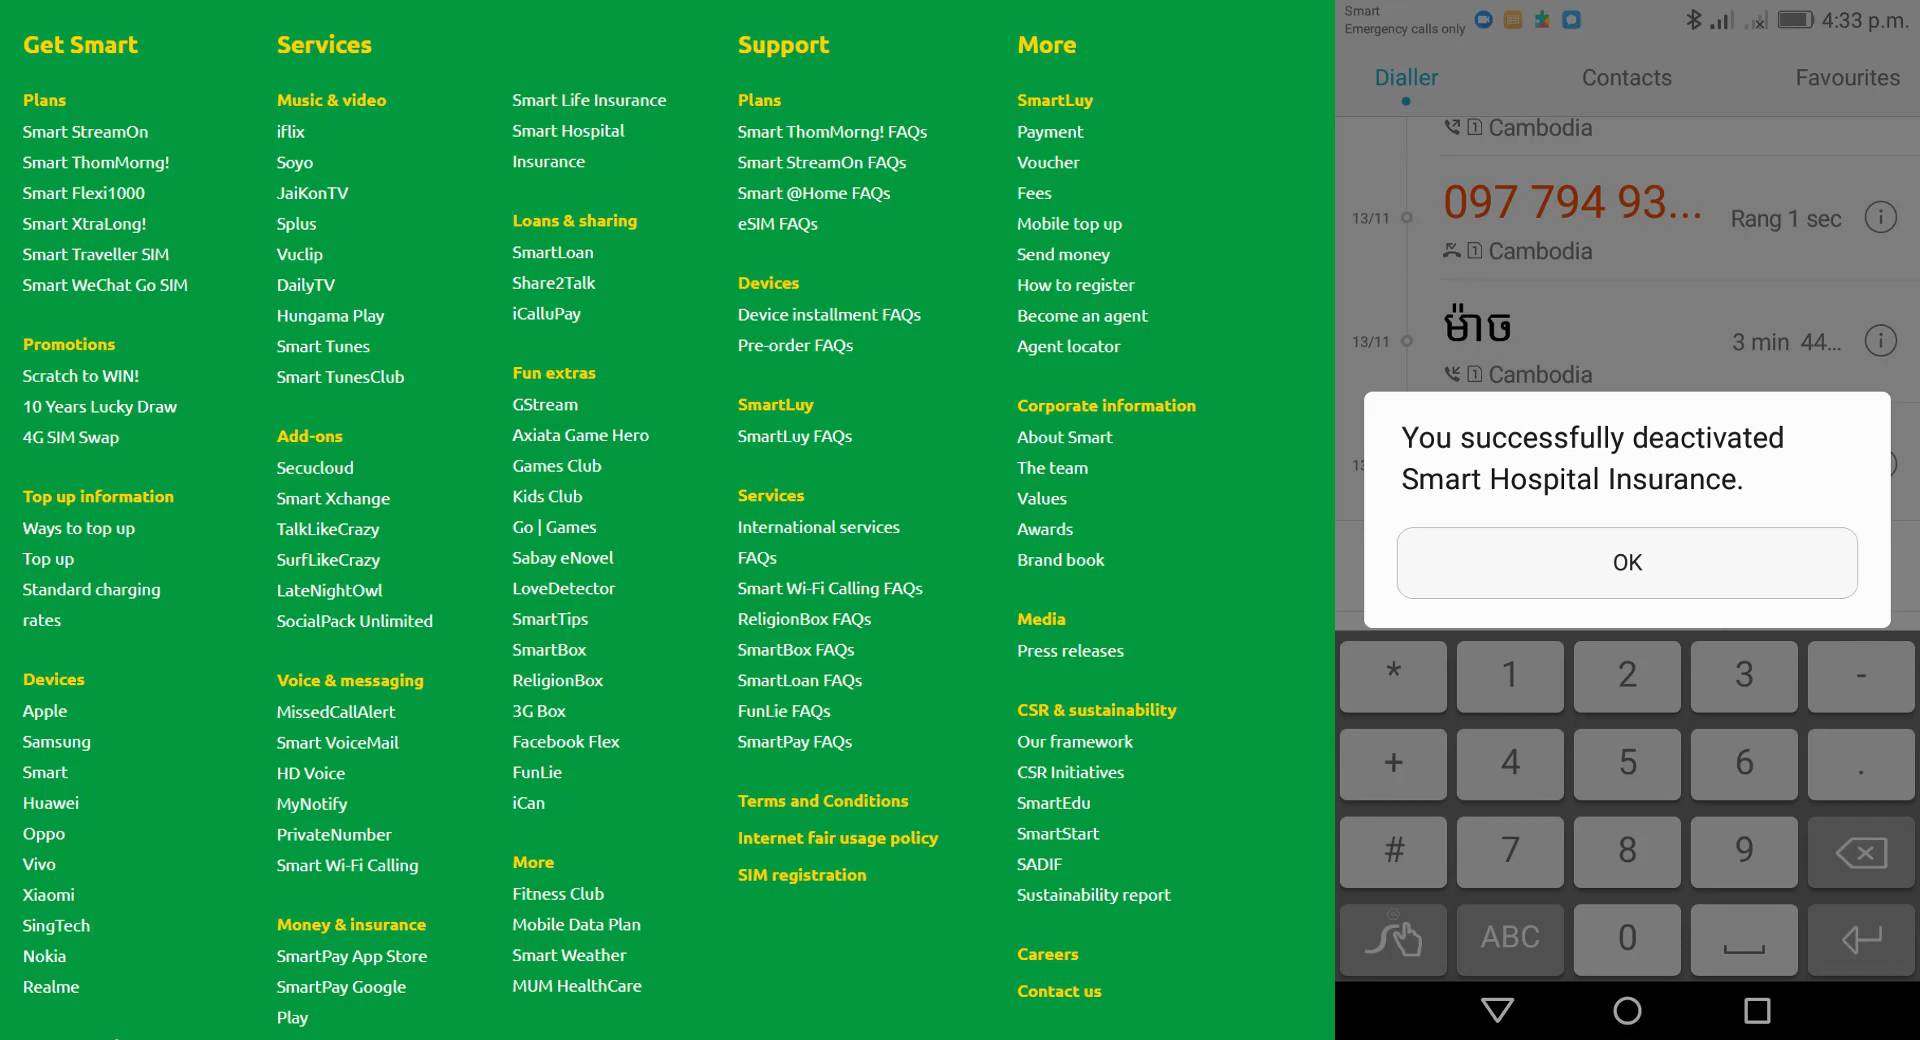 Get Smart
Plans
Smart StreamOn
Smart ThomMorng!
Smart Flexi1000
Smart XtraLong!
Smart Traveller SIM
Smart WeChat Go SIM
Promotions
Scratch to WIN!
10 Years Lucky Draw
4G SIM Swap
Top up information
Ways to top up
Top up
Standard charging
rates
Devices
Apple
Samsung
Smart
Huawei
Oppo
Vivo
Xiaomi
SingTech
Nokia
Realme
Services
Music & video
iflix
Soyo
JaiKonTV
Splus
Vuclip
DailyTV
Hungama Play
Smart Tunes
Smart TunesClub
Add-ons
Secucloud
Smart Xchange
TalkLikeCrazy
SurfLikeCrazy
LateNightOwl
SocialPack Unlimited
Voice & messaging
MissedCallAlert
Smart VoiceMail
HD Voice
MyNotify
PrivateNumber
Smart Wi-Fi Calling
Money & insurance
SmartPay App Store
SmartPay Google
Play
Smart Life Insurance
Smart Hospital
Insurance
Loans & sharing
SmartLoan
Share2Talk
iCalluPay
Fun extras
GStream
Axiata Game Hero
Games Club
Kids Club
Go | Games
Sabay eNovel
LoveDetector
SmartTips
SmartBox
ReligionBox
3G Box
Facebook Flex
FunLie
iCan
More
Fitness Club
Mobile Data Plan
Smart Weather
MUM HealthCare
Support
Plans
Smart ThomMorng! FAQs
Smart StreamOn FAQs
Smart @Home FAQs
eSIM FAQs
Devices
Device installment FAQs
Pre-order FAQs
SmartLuy
SmartLuy FAQs
Services
International services
FAQs
Smart Wi-Fi Calling FAQs
ReligionBox FAQs
SmartBox FAQs
SmartLoan FAQs
FunLie FAQs
SmartPay FAQs
Terms and Conditions
Internet fair usage policy
SIM registration
More
SmartLuy
Payment
Voucher
Fees
Mobile top up
Send money
How to register
Become an agent
Agent locator
Corporate information
About Smart
The team
Values
Awards
Brand book
Media
Press releases
CSR & sustainability
Our framework
CSR Initiatives
SmartEdu
SmartStart
SADIF
Sustainability report
Careers
Contact us
Smart
Emergency calls only
4:33 p.m.
Dialler Contacts Favourites
1 Cambodia
13/11 097 794 93... Rang 1 sec
1 Cambodia
13/11 ម៉ាច 3 min 44...
1 Cambodia
You successfully deactivated
Smart Hospital Insurance.
OK
* 1 2 3 -
+ 4 5 6 .
# 7 8 9
ABC 0